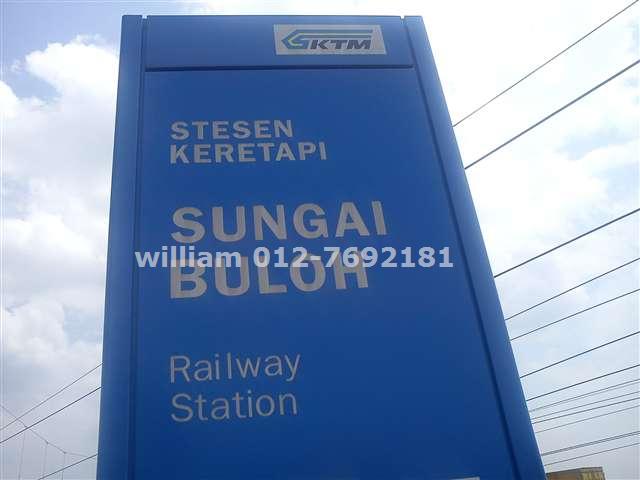 KTM
STESEN
KERETAPI
SUNGAI
william 012-7692181
BULOH
Railway
Station